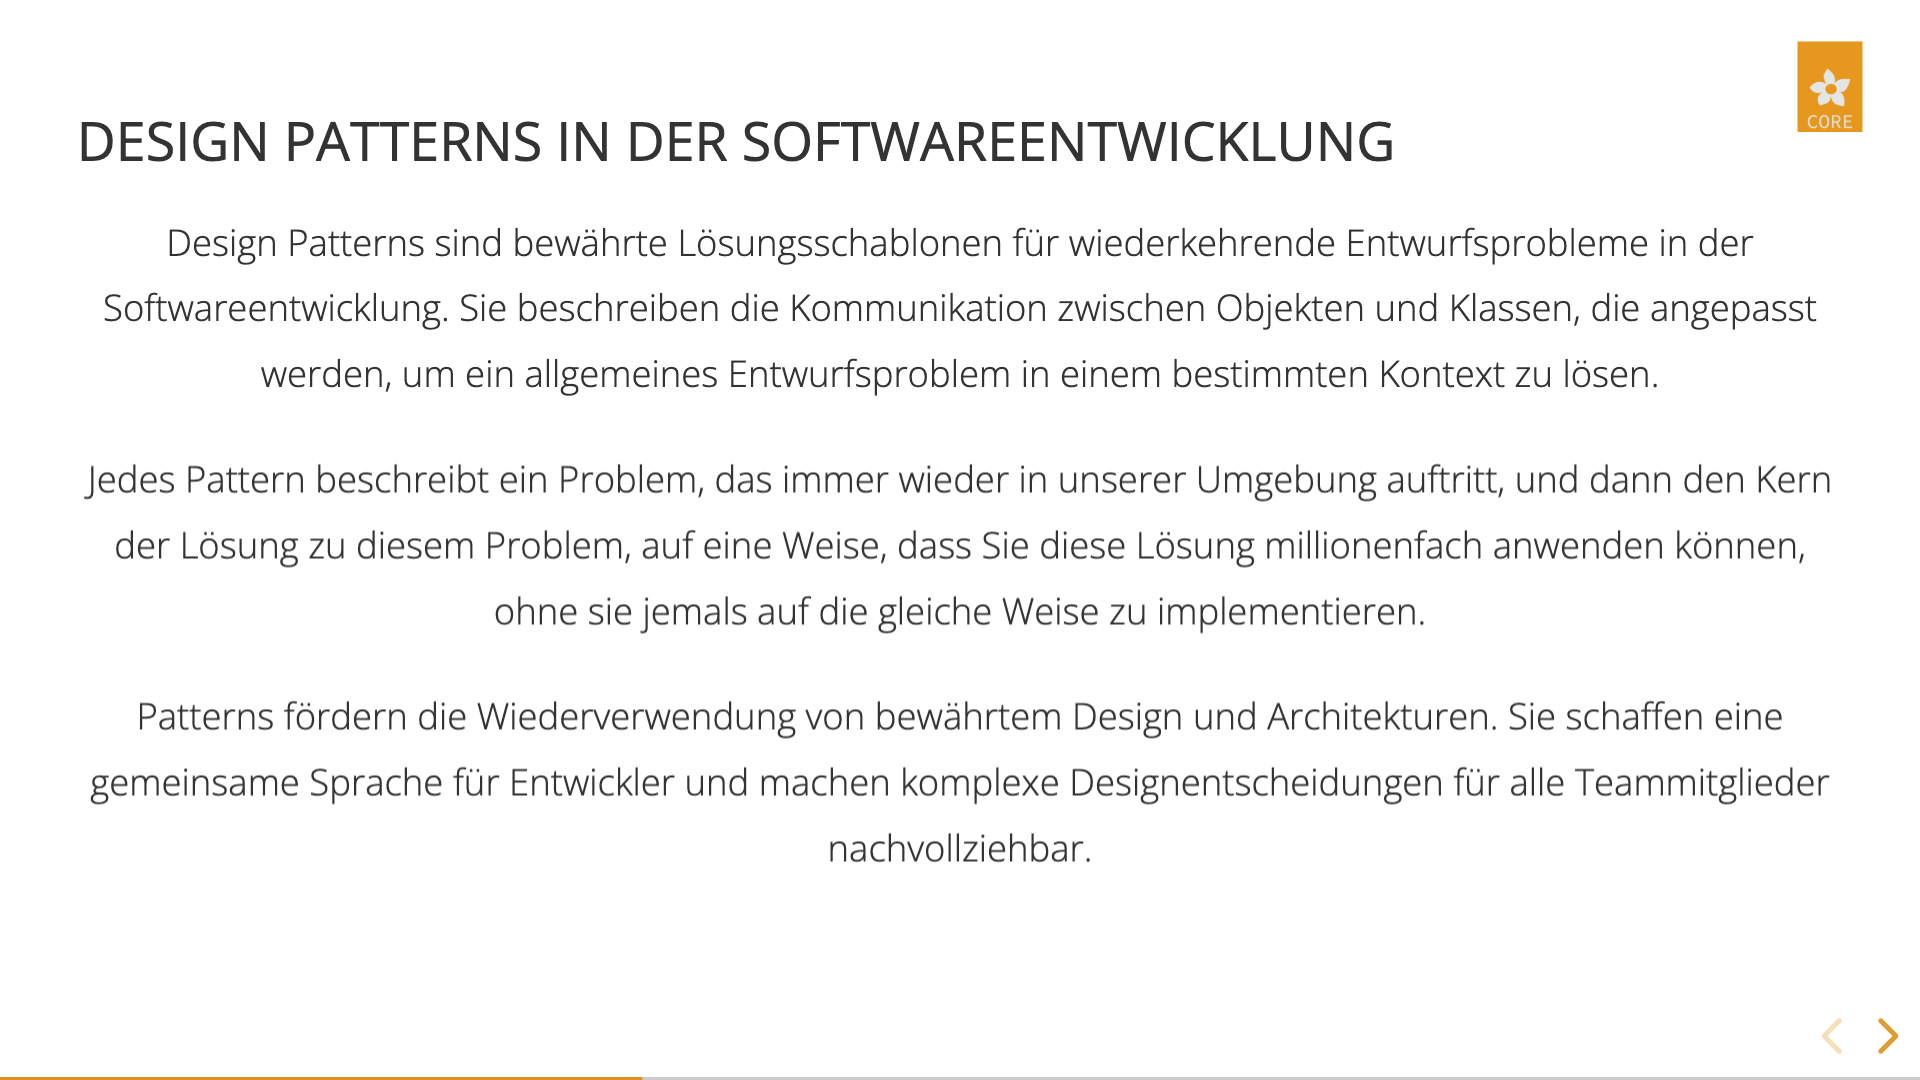 CORE
DESIGN PATTERNS IN DER SOFTWAREENTWICKLUNG
Design Patterns sind bewährte Lösungsschablonen für wiederkehrende Entwurfsprobleme in der
Softwareentwicklung. Sie beschreiben die Kommunikation zwischen Objekten und Klassen, die angepasst
werden, um ein allgemeines Entwurfsproblem in einem bestimmten Kontext zu lösen.
Jedes Pattern beschreibt ein Problem, das immer wieder in unserer Umgebung auftritt, und dann den Kern
der Lösung zu diesem Problem, auf eine Weise, dass Sie diese Lösung millionenfach anwenden können,
ohne sie jemals auf die gleiche Weise zu implementieren.
Patterns fördern die Wiederverwendung von bewährtem Design und Architekturen. Sie schaffen eine
gemeinsame Sprache für Entwickler und machen komplexe Designentscheidungen für alle Teammitglieder
nachvollziehbar.